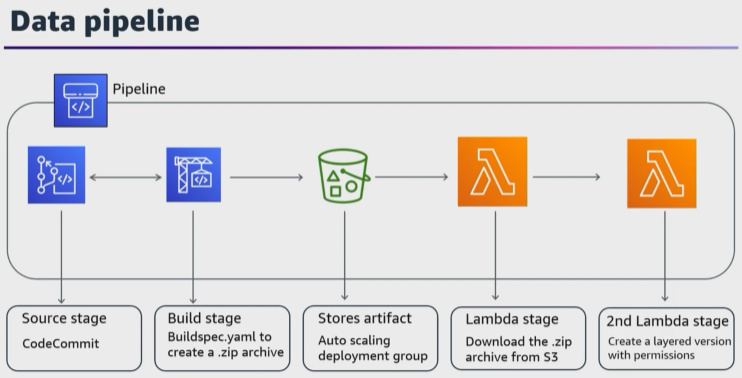 Data pipeline
Pipeline
Source stage
CodeCommit
Build stage
Buildspec.yaml to
create a .zip archive
Stores artifact
Auto scaling
deployment group
Lambda stage
Download the .zip
archive from S3
2nd Lambda stage
Create a layered version
with permissions